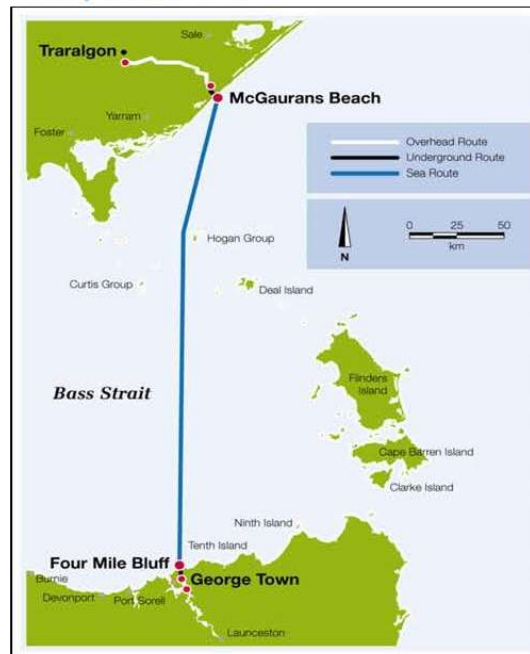 Sale
Traralgon
McGaurans Beach
Yarram
Foster
Overhead Route
Underground Route
Sea Route
0 25 50
km
N
Hogan Group
Curtis Group
Deal Island
Bass Strait
Flinders
Island
Cape Barren Island
Clarke Island
Ninth Island
Tenth Island
Four Mile Bluff
George Town
Burnie
Devonport
Port Sorell
Launceston